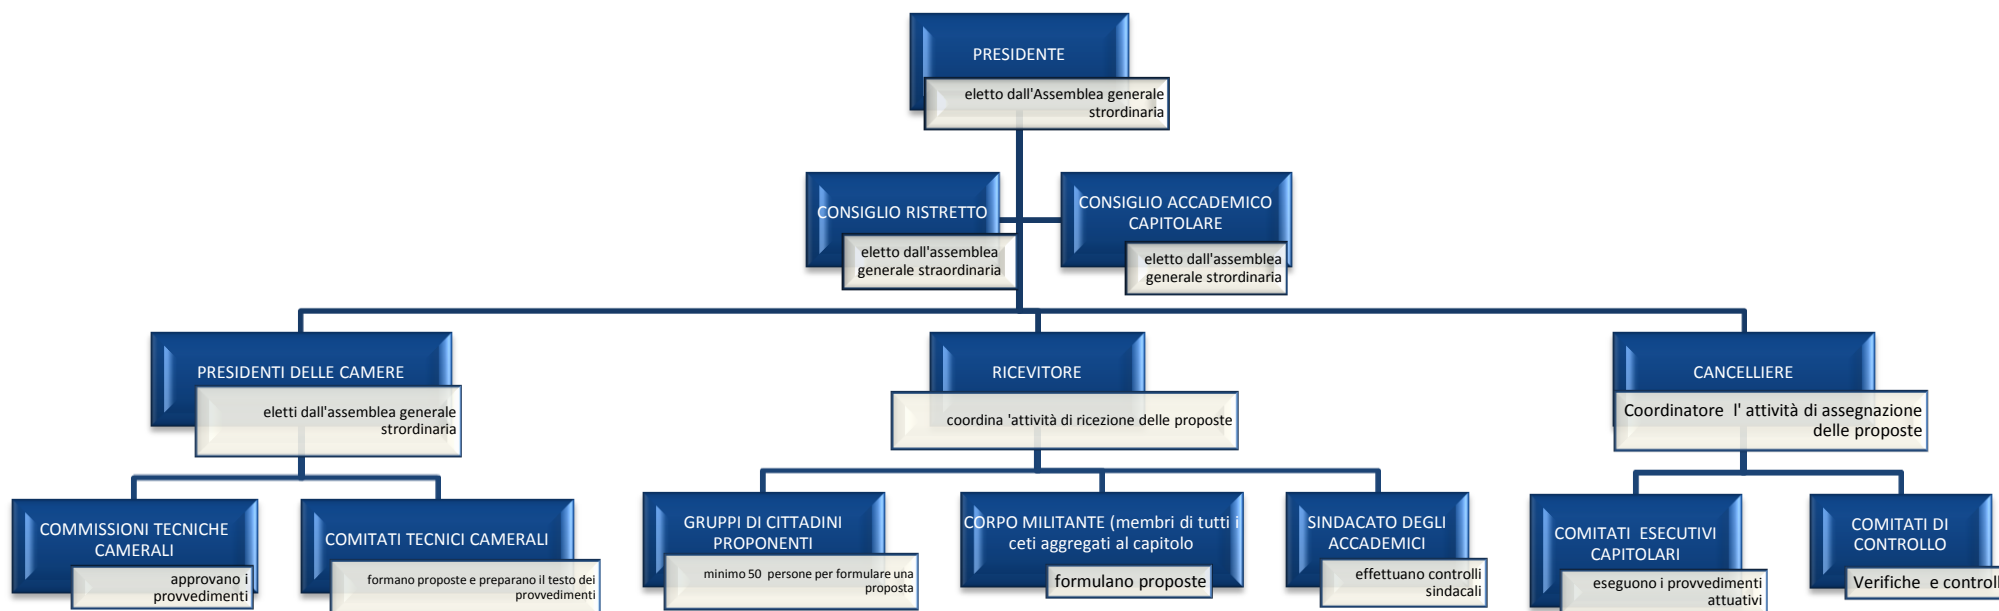 PRESIDENTE
eletto dall'Assemblea generale
strordinaria
CONSIGLIO RISTRETTO
eletto dall'assemblea
generale straordinaria
CONSIGLIO ACCADEMICO
CAPITOLARE
eletto dall'assemblea
generale strordinaria
PRESIDENTI DELLE CAMERE
eletti dall'assemblea generale
strordinaria
RICEVITORE
coordina 'attività di ricezione delle proposte
CANCELLIERE
Coordinatore l' attività di assegnazione
delle proposte
COMMISSIONI TECNICHE
CAMERALI
approvano i
provvedimenti
COMITATI TECNICI CAMERALI
formano proposte e preparano il testo dei
provvedimenti
GRUPPI DI CITTADINI
PROPONENTI
minimo 50 persone per formulare una
proposta
CORPO MILITANTE (membri di tutti i
ceti aggregati al capitolo
formulano proposte
SINDACATO DEGLI
ACCADEMICI
effettuano controlli
sindacali
COMITATI ESECUTIVI
CAPITOLARI
eseguono i provvedimenti
attuativi
COMITATI DI
CONTROLLO
Verifiche e controll